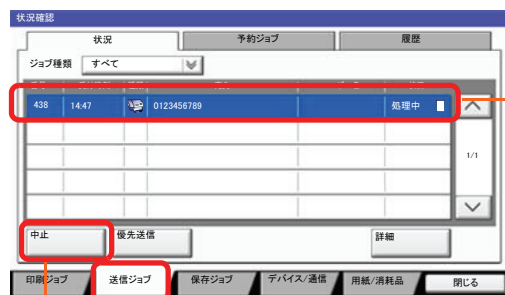 状況確認
状況 予約ジョブ 履歴
ジョブ種類 すべて
438 14:47 0123456789 処理中
1/1
中止 優先送信 詳細
印刷ジョブ 送信ジョブ 保存ジョブ デバイス/通信 用紙/消耗品 閉じる